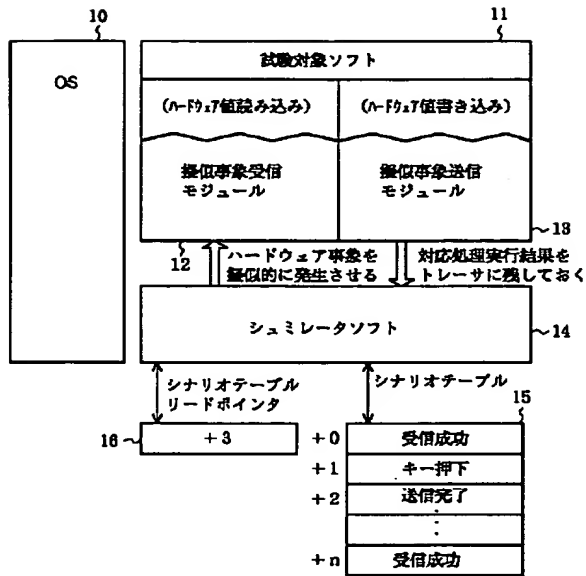 10
11
OS
試験対象ソフト
(ハードウェア値読み込み)
(ハードウェア値書き込み)
擬似事象受信
モジュール
擬似事象送信
モジュール
12
13
ハードウェア事象を
擬似的に発生させる
対応処理実行結果を
トレーサに残しておく
シュミレータソフト
14
シナリオテーブル
リードポインタ
シナリオテーブル
15
16
+3
+0
受信成功
+1
キー押下
+2
送信完了
⋮
+n
受信成功